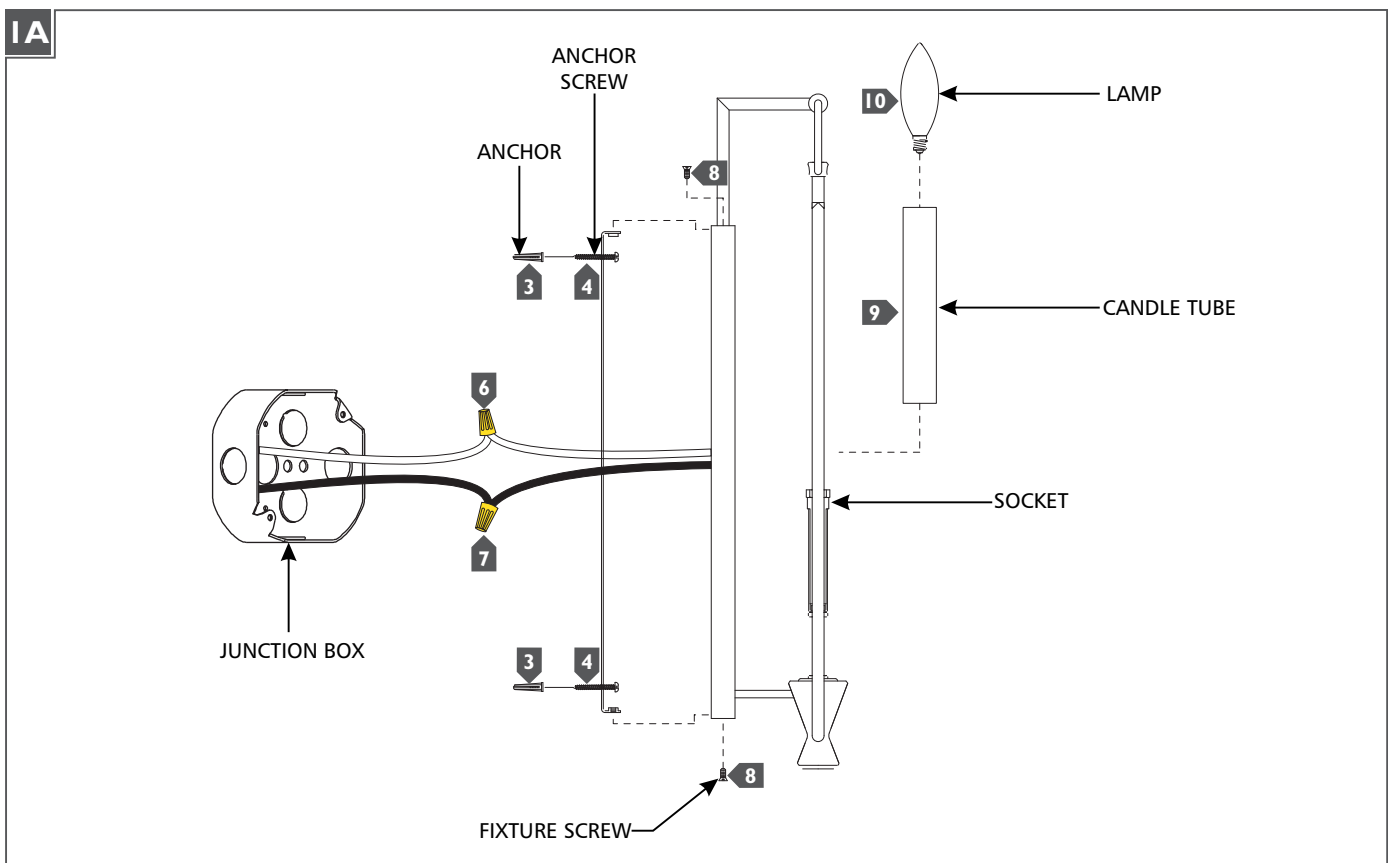 1A
ANCHOR
SCREW
10
LAMP
ANCHOR
8
3
4
9
CANDLE TUBE
6
SOCKET
7
JUNCTION BOX
3
4
8
FIXTURE SCREW